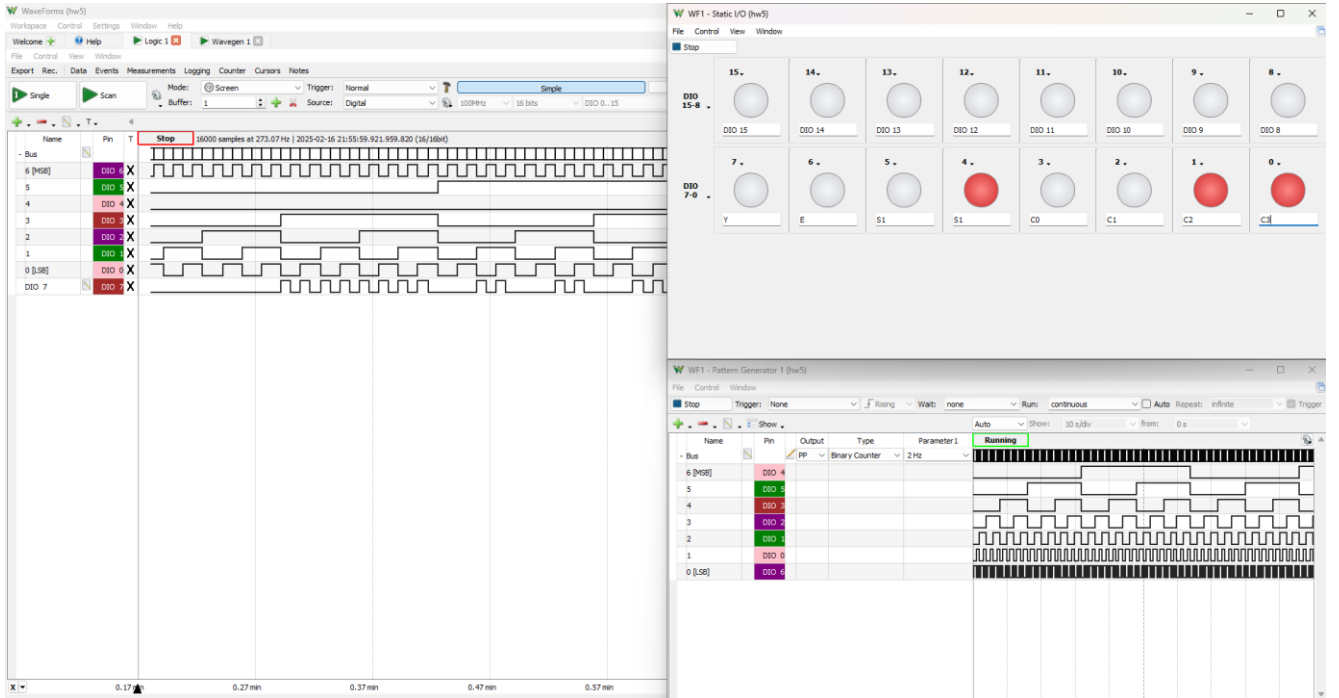 WaveForms (hw5)
Workspace Control Settings Window Help
Welcome Help Logic 1 Wavegen 1
File Control View Window
Export Rec. Data Events Measurements Logging Counter Cursors Notes
Single Scan Mode: Screen Trigger: Normal Simple
Buffer: 1 Source: Digital 100MHz 16 bits DIO 0...15
T
Name Pin T Stop 16000 samples at 273.07 Hz | 2025-02-16 21:55:59.921.959.820 (16/16bit)
- Bus
6 [MSB] DIO 6 X
5 DIO 5 X
4 DIO 4 X
3 DIO 3 X
2 DIO 2 X
1 DIO 1 X
0 [LSB] DIO 0 X
DIO 7 DIO 7 X
X 0.17 min 0.27 min 0.37 min 0.47 min 0.57 min
WF1 - Static I/O (hw5)
File Control View Window
Stop
15 14 13 12 11 10 9 8
DIO
15-8
DIO 15 DIO 14 DIO 13 DIO 12 DIO 11 DIO 10 DIO 9 DIO 8
7 6 5 4 3 2 1 0
DIO
7-0
Y E S1 S1 C0 C1 C2 C3
WF1 - Pattern Generator 1 (hw5)
File Control Window
Stop Trigger: None Rising Wait: none Run: continuous Auto Repeat: infinite Trigger
Show Auto Show: 10 s/div from: 0 s
Name Pin Output Type Parameter1 Running
- Bus PP Binary Counter 2 Hz
6 [MSB] DIO 4
5 DIO 5
4 DIO 3
3 DIO 2
2 DIO 1
1 DIO 0
0 [LSB] DIO 6